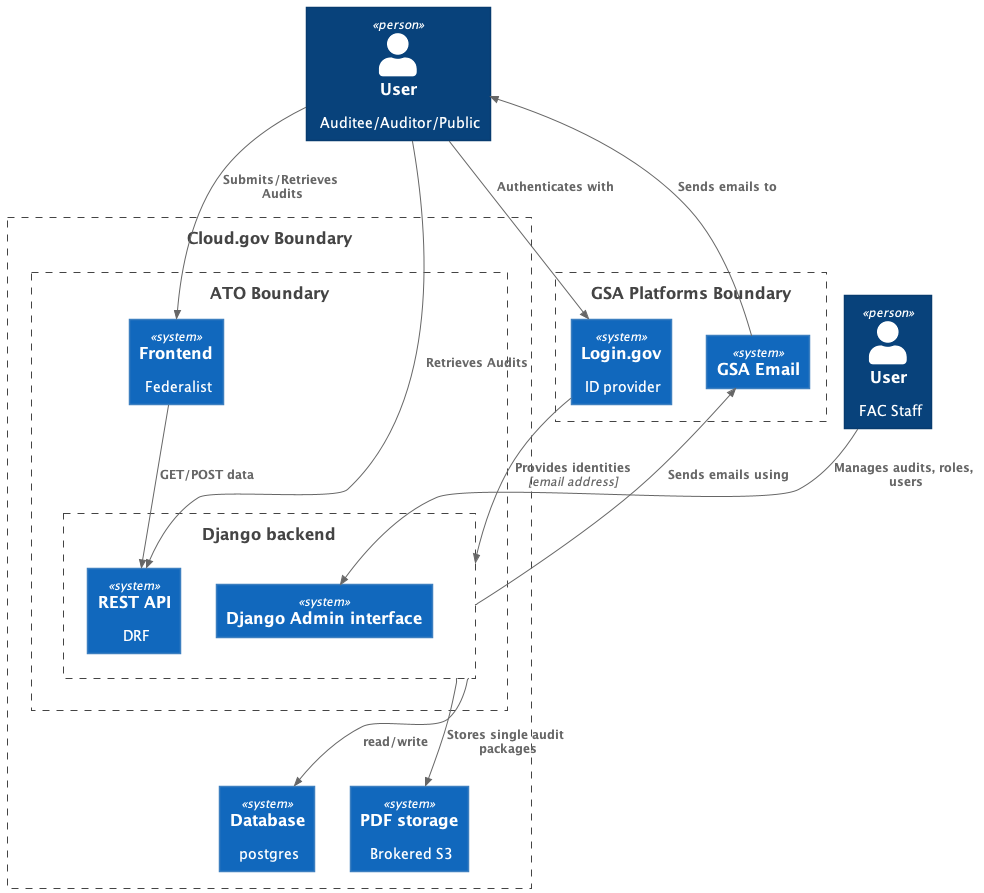 «person»
User
Auditee/Auditor/Public
Submits/Retrieves
Audits
Authenticates with
Sends emails to
Cloud.gov Boundary
ATO Boundary
GSA Platforms Boundary
«system»
Frontend
Federalist
«system»
Login.gov
ID provider
«system»
GSA Email
«person»
User
FAC Staff
Retrieves Audits
GET/POST data
Provides identities
[email address]
Sends emails using
Manages audits, roles,
users
Django backend
«system»
REST API
DRF
«system»
Django Admin interface
read/write
Stores single audit
packages
«system»
Database
postgres
«system»
PDF storage
Brokered S3